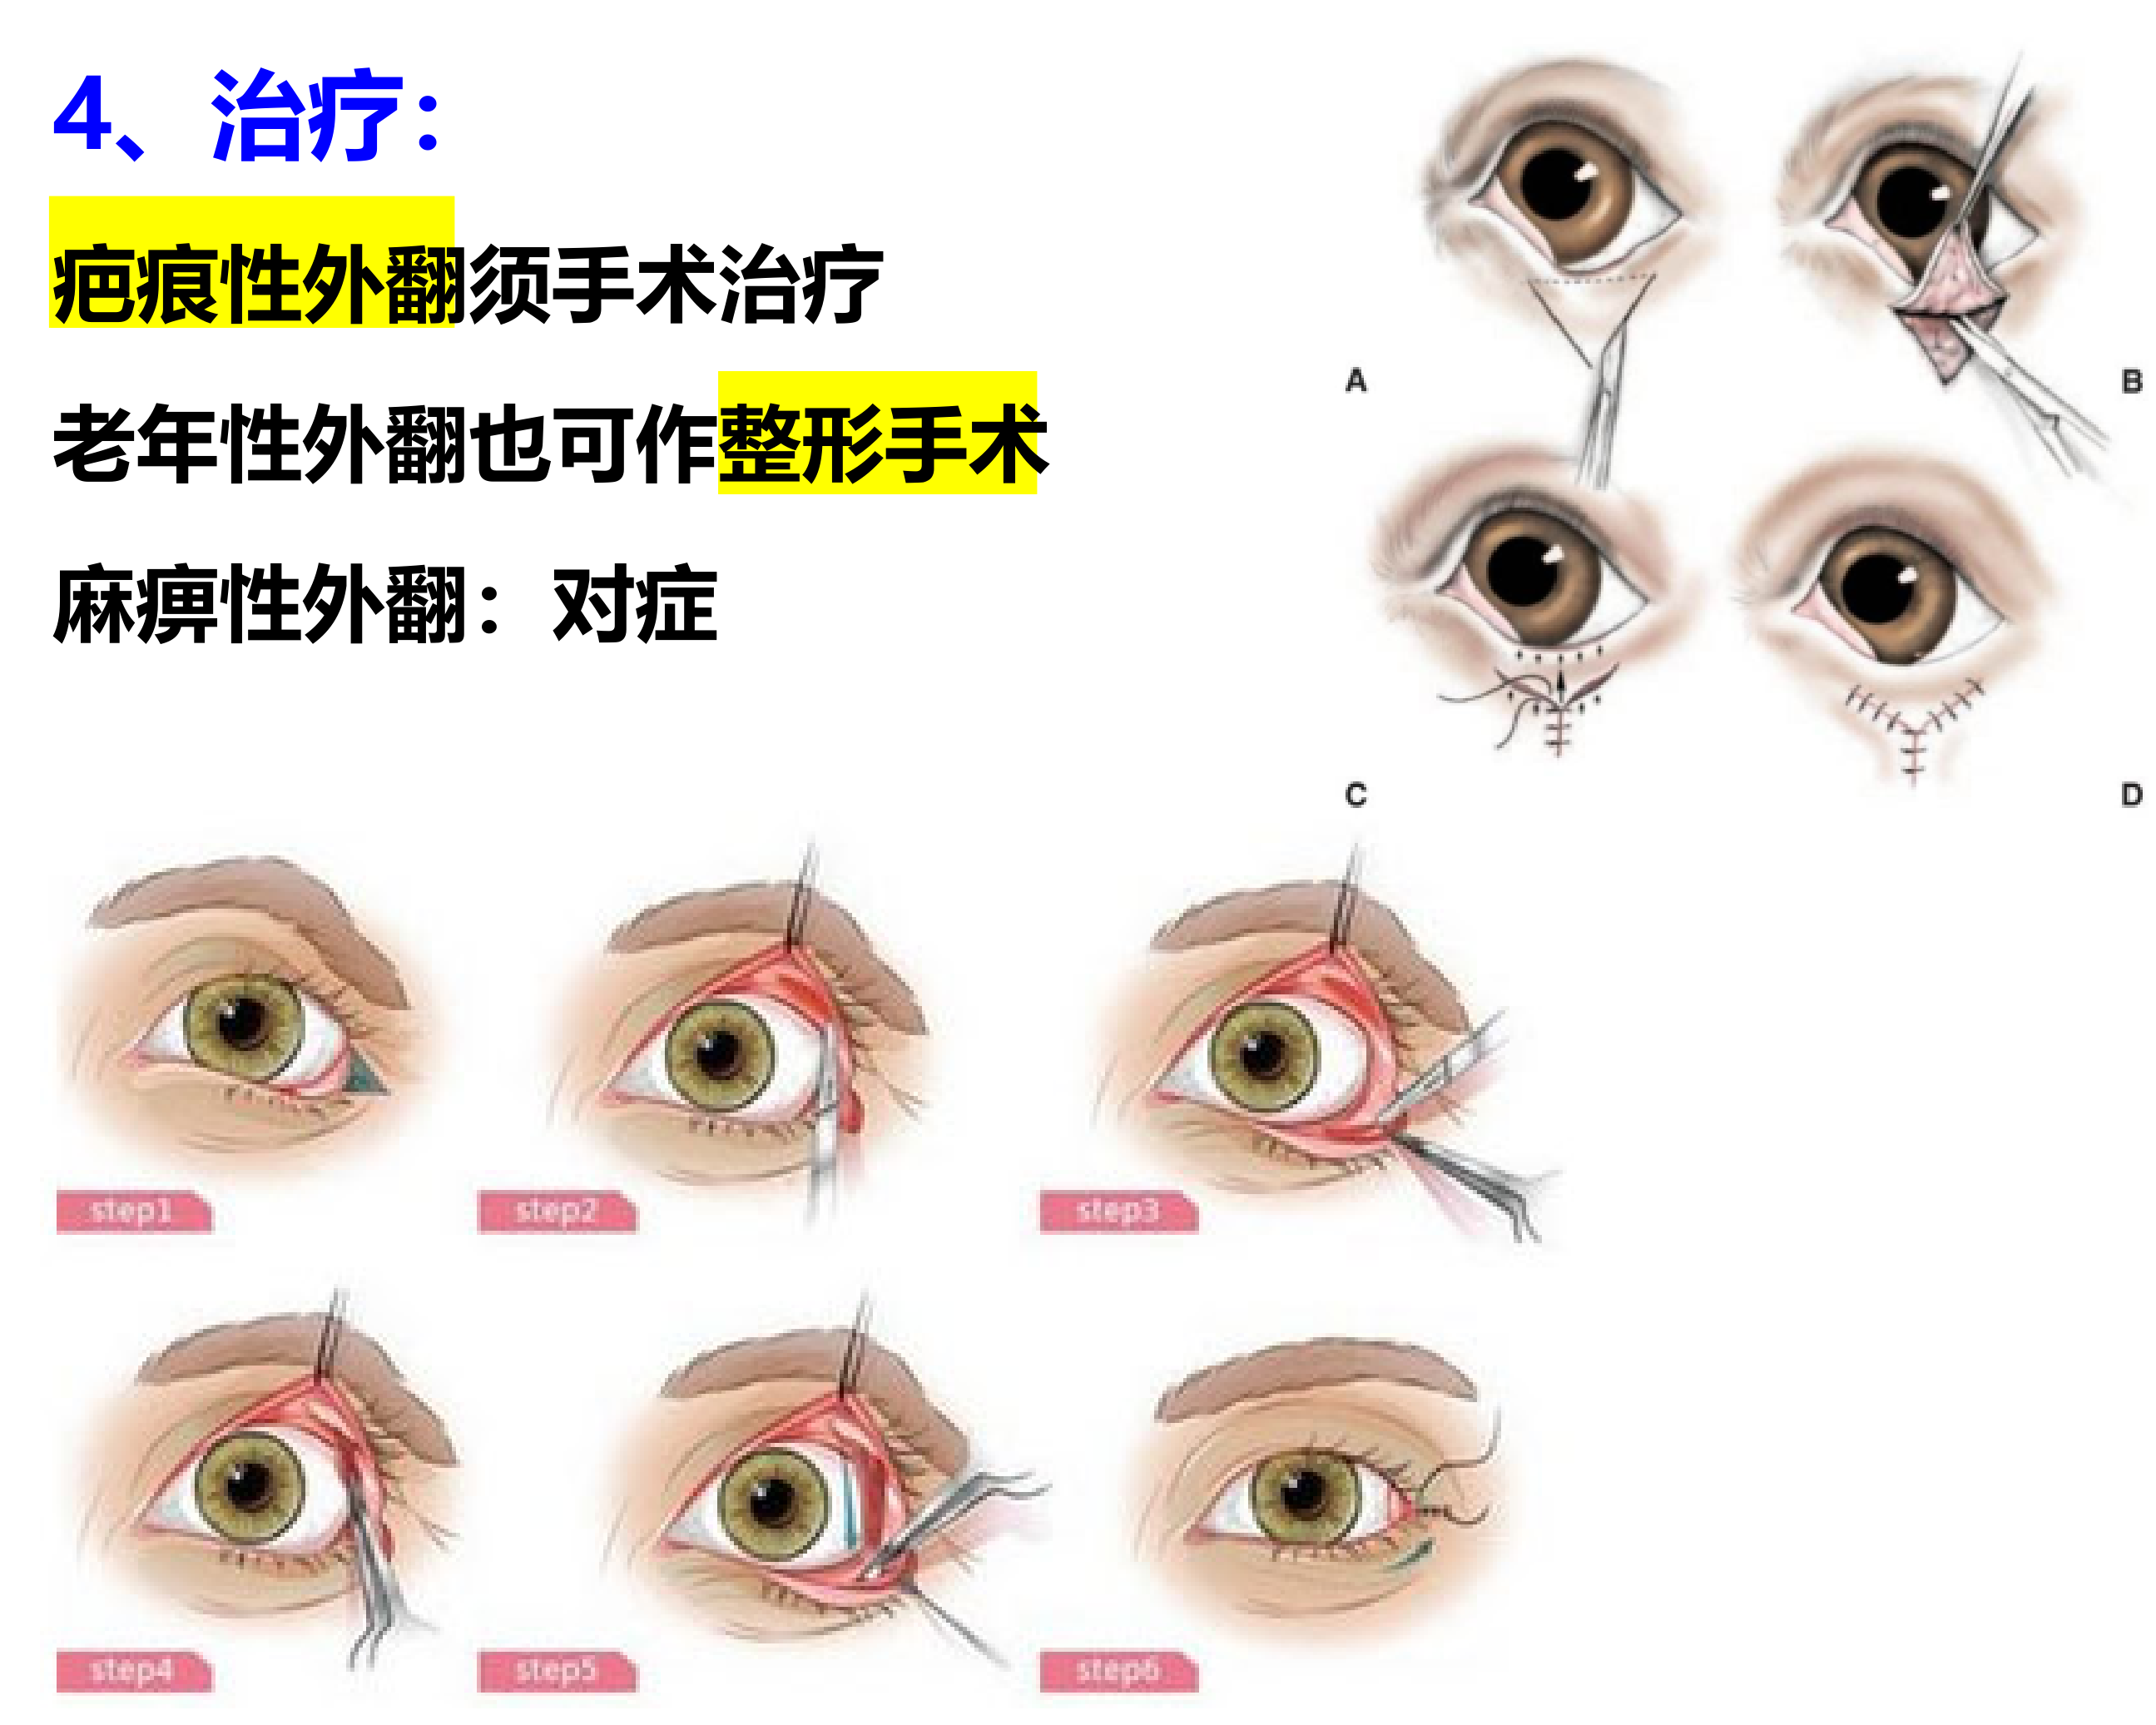 4、治疗：
疤痕性外翻须手术治疗
老年性外翻也可作整形手术
麻痹性外翻：对症
A
B
C
D
step1
step2
step3
step4
step5
step6